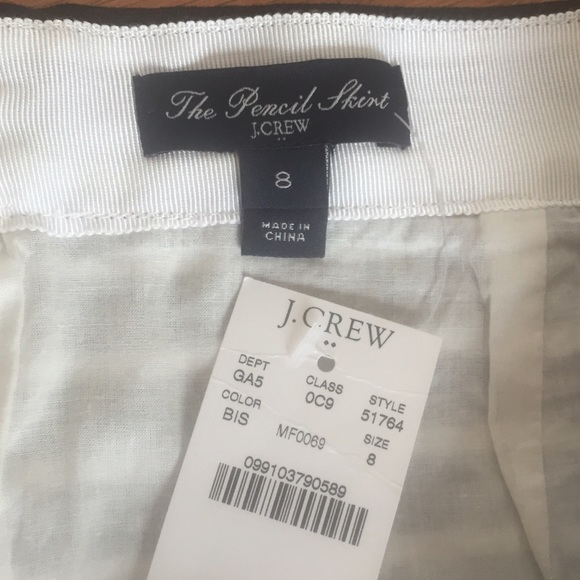 The Pencil Skirt
J.CREW
8
MADE IN
CHINA
J.CREW
DEPT CLASS STYLE
GA5 0C9 51764
COLOR SIZE
BIS MF0069 8
099103790589